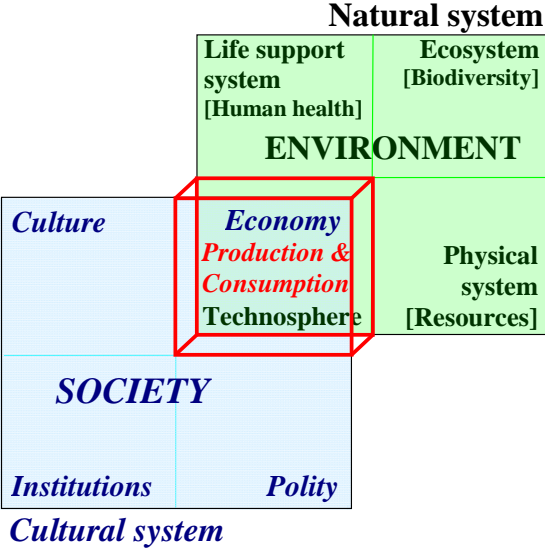 Natural system
Life support
system
[Human health]
Ecosystem
[Biodiversity]
ENVIRONMENT
Culture
Economy
Production &
Consumption
Technosphere
Physical
system
[Resources]
SOCIETY
Institutions
Polity
Cultural system